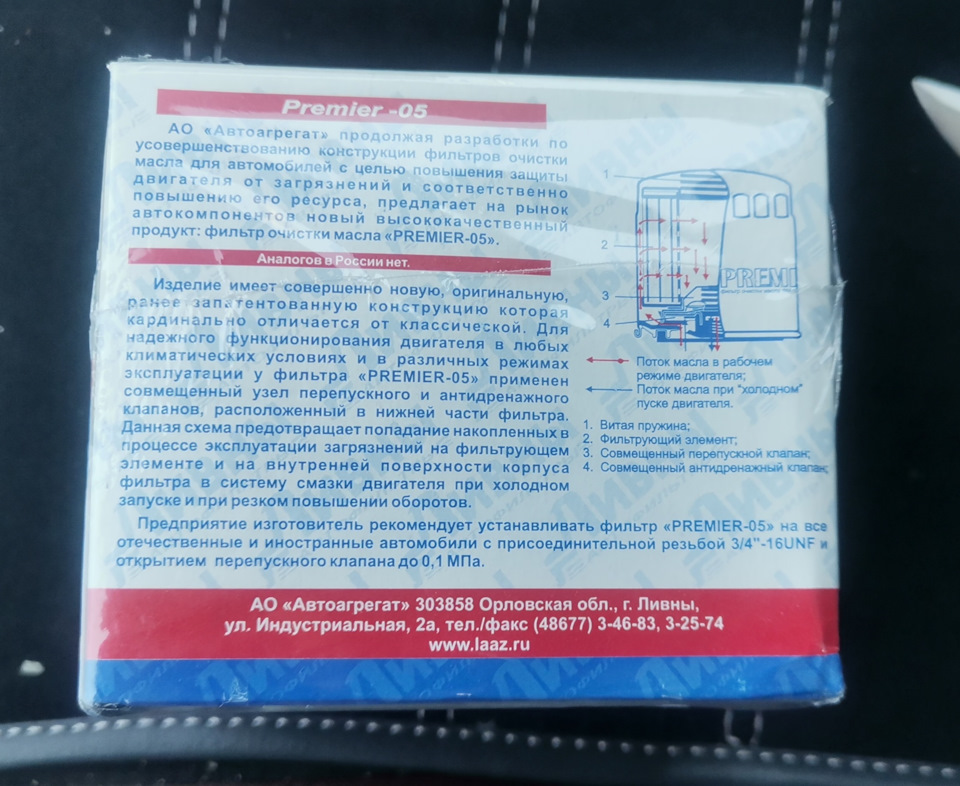 Premier -05
АО «Автоагрегат» продолжая разработки по
усовершенствованию конструкции фильтров очистки
масла для автомобилей с целью повышения защиты
двигателя от загрязнений и соответственно
повышению его ресурса, предлагает на рынок
автокомпонентов новый высококачественный
продукт: фильтр очистки масла «PREMIER-05».
Аналогов в России нет.
Изделие имеет совершенно новую, оригинальную,
ранее запатентованную конструкцию которая
кардинально отличается от классической. Для
надежного функционирования двигателя в любых
климатических условиях и в различных режимах
эксплуатации у фильтра «PREMIER-05» применен
совмещенный узел перепускного и антидренажного
клапанов, расположенный в нижней части фильтра.
Данная схема предотвращает попадание накопленных в
процессе эксплуатации загрязнений на фильтрующем
элементе и на внутренней поверхности корпуса
фильтра в систему смазки двигателя при холодном
запуске и при резком повышении оборотов.
1
2
3
4
PREMI
Поток масла в рабочем
режиме двигателя;
Поток масла при "холодном"
пуске двигателя.
1. Витая пружина;
2. Фильтрующий элемент;
3. Совмещенный перепускной клапан;
4. Совмещенный антидренажный клапан;
Предприятие изготовитель рекомендует устанавливать фильтр «PREMIER-05» на все
отечественные и иностранные автомобили с присоединительной резьбой 3/4"-16UNF и
открытием перепускного клапана до 0,1 МПа.
АО «Автоагрегат» 303858 Орловская обл., г. Ливны,
ул. Индустриальная, 2а, тел./факс (48677) 3-46-83, 3-25-74
www.laaz.ru